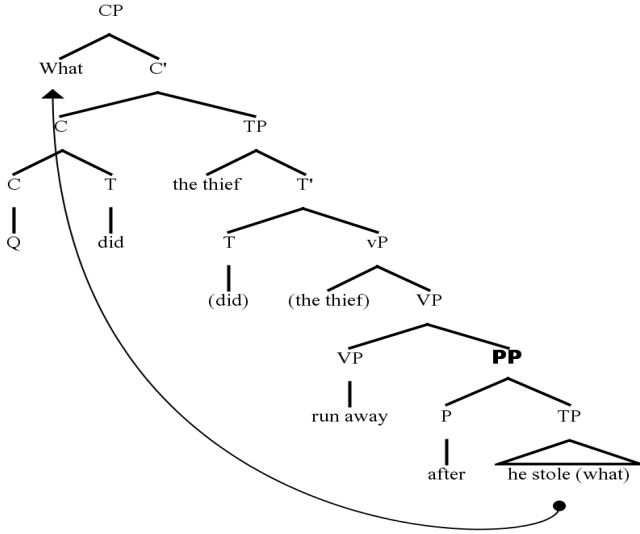 CP
What C'
C TP
C T the thief T'
Q did T vP
(did) (the thief) VP
VP PP
run away P TP
after he stole (what)